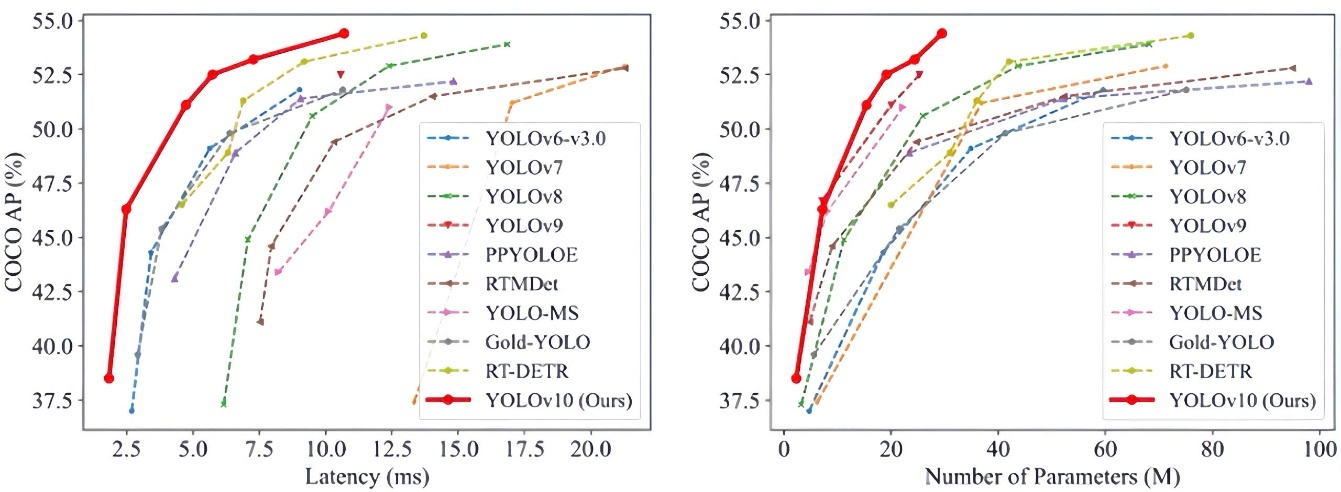 55.0
52.5
50.0
47.5
45.0
42.5
40.0
37.5
COCO AP (%)
2.5 5.0 7.5 10.0 12.5 15.0 17.5 20.0
Latency (ms)
YOLOv6-v3.0
YOLOv7
YOLOv8
YOLOv9
PPYOLOE
RTMDet
YOLO-MS
Gold-YOLO
RT-DETR
YOLOv10 (Ours)
55.0
52.5
50.0
47.5
45.0
42.5
40.0
37.5
COCO AP (%)
0 20 40 60 80 100
Number of Parameters (M)
YOLOv6-v3.0
YOLOv7
YOLOv8
YOLOv9
PPYOLOE
RTMDet
YOLO-MS
Gold-YOLO
RT-DETR
YOLOv10 (Ours)